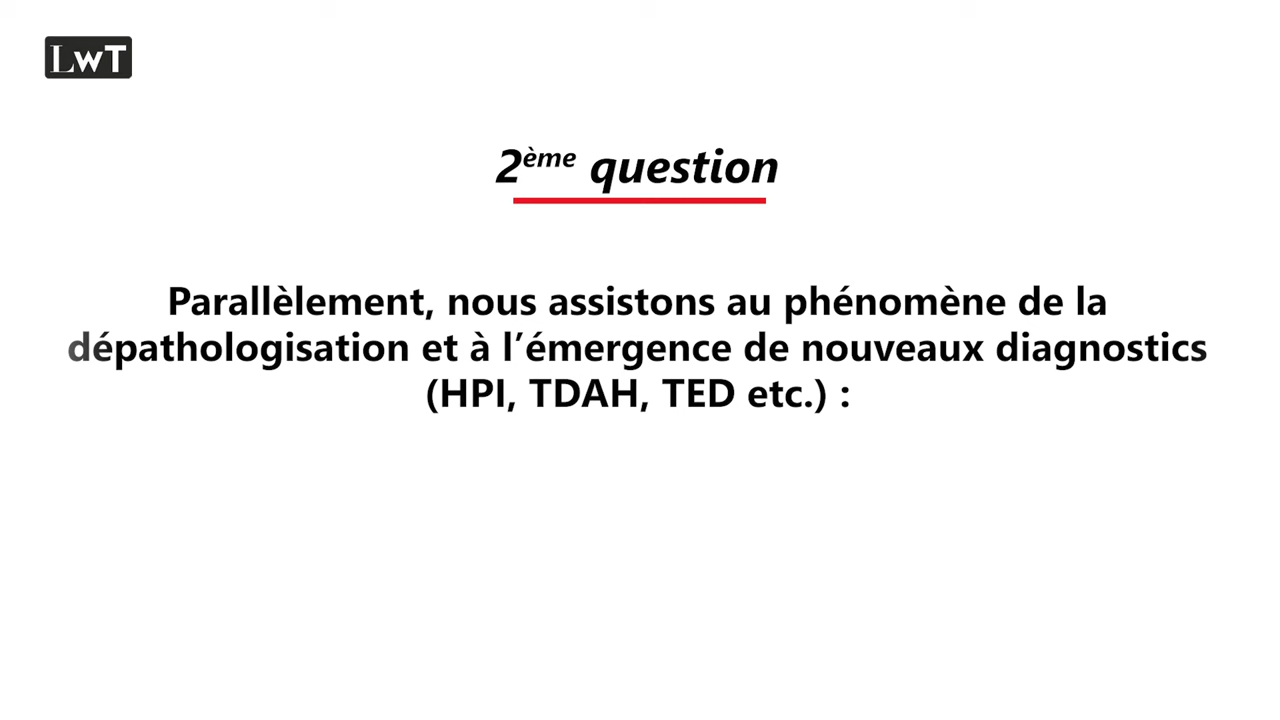 LwT
2ème question
Parallèlement, nous assistons au phénomène de la
dépathologisation et à l’émergence de nouveaux diagnostics
(HPI, TDAH, TED etc.) :